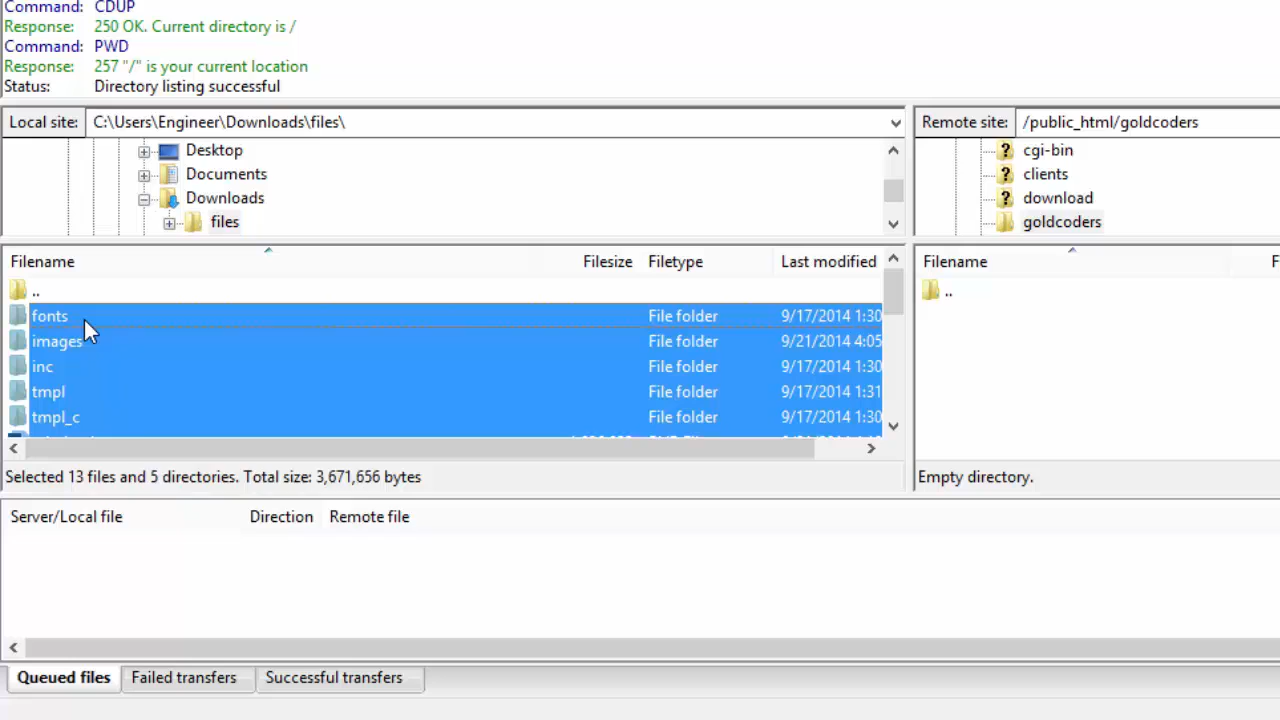 Command: CDUP
Response: 250 OK. Current directory is /
Command: PWD
Response: 257 "/" is your current location
Status: Directory listing successful
Local site: C:\Users\Engineer\Downloads\files\
Desktop
Documents
Downloads
files
Remote site: /public_html/goldcoders
cgi-bin
clients
download
goldcoders
Filename Filesize Filetype Last modified
..
fonts File folder 9/17/2014 1:30
images File folder 9/21/2014 4:05
inc File folder 9/17/2014 1:30
tmpl File folder 9/17/2014 1:31
tmpl_c File folder 9/17/2014 1:30
Selected 13 files and 5 directories. Total size: 3,671,656 bytes
Filename F
..
Empty directory.
Server/Local file Direction Remote file
Queued files Failed transfers Successful transfers